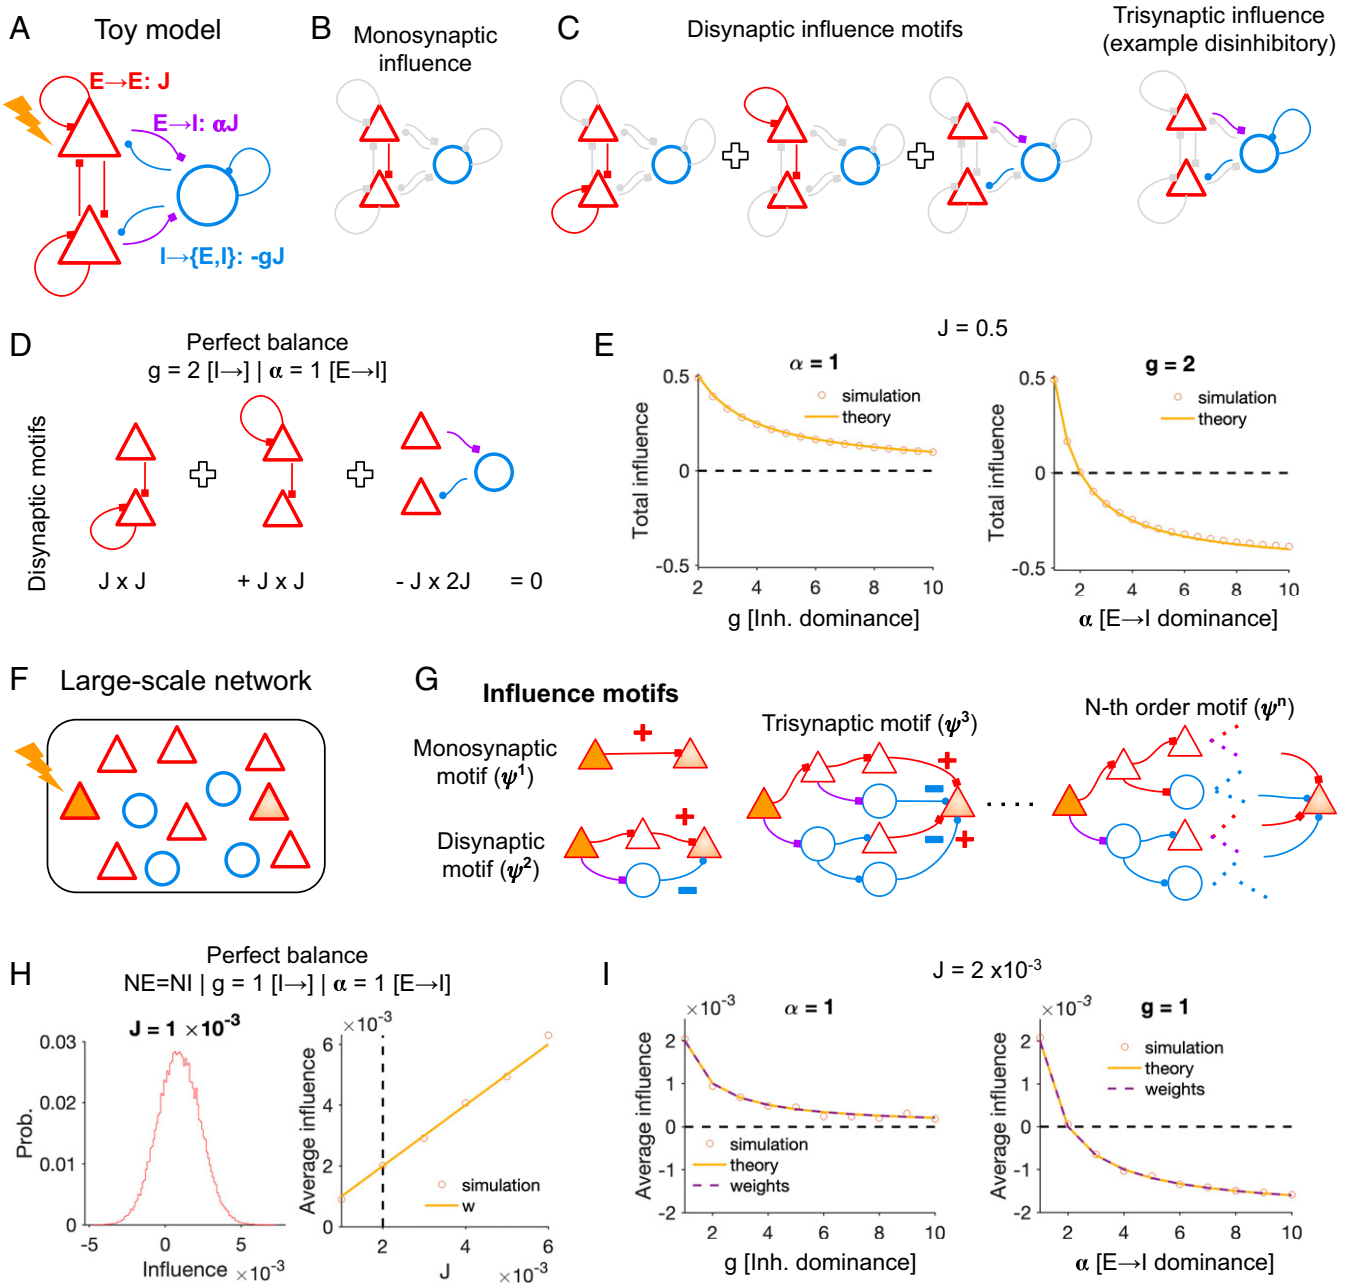 A
Toy model
E→E: J
E→I: αJ
I→{E,I}: -gJ
B
Monosynaptic
influence
C
Disynaptic influence motifs
Trisynaptic influence
(example disinhibitory)
D
Perfect balance
g = 2 [I→] | α = 1 [E→I]
Disynaptic motifs
J x J
+ J x J
- J x 2J
= 0
E
J = 0.5
α = 1
Total influence
0.5
0
-0.5
simulation
theory
2 4 6 8 10
g [Inh. dominance]
g = 2
Total influence
0.5
0
-0.5
simulation
theory
2 4 6 8 10
α [E→I dominance]
F
Large-scale network
G
Influence motifs
Monosynaptic
motif (ψ¹)
+
Disynaptic
motif (ψ²)
+
−
Trisynaptic motif (ψ³)
+
−
−
+
N-th order motif (ψⁿ)
H
Perfect balance
NE=NI | g = 1 [I→] | α = 1 [E→I]
J = 1 ×10⁻³
Prob.
0.03
0.02
0.01
0
-5 0 5
Influence ×10⁻³
×10⁻³
Average influence
6
4
2
0
simulation
w
2 4 6
J ×10⁻³
I
J = 2 x10⁻³
×10⁻³
α = 1
Average influence
2
1
0
-1
-2
simulation
theory
weights
2 4 6 8 10
g [Inh. dominance]
×10⁻³
g = 1
Average influence
2
1
0
-1
-2
simulation
theory
weights
2 4 6 8 10
α [E→I dominance]